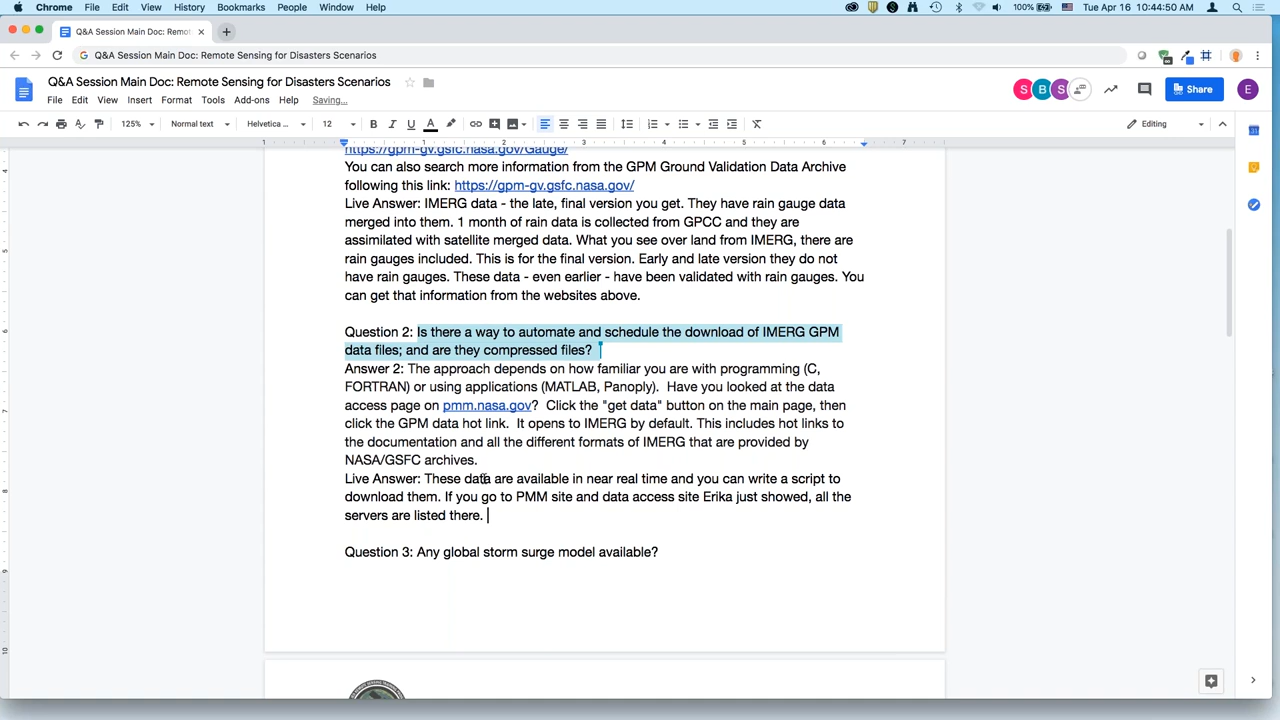 Chrome File Edit View History Bookmarks People Window Help 100% Tue Apr 16 10:44:50 AM
Q&A Session Main Doc: Remot
Q&A Session Main Doc: Remote Sensing for Disasters Scenarios
Q&A Session Main Doc: Remote Sensing for Disasters Scenarios
S B S Share E
File Edit View Insert Format Tools Add-ons Help Saving...
125% Normal text Helvetica ... 12 B I U A Editing
1 1 2 3 4 5 6 7
https://gpm-gv.gsfc.nasa.gov/Gauge/
You can also search more information from the GPM Ground Validation Data Archive
following this link: https://gpm-gv.gsfc.nasa.gov/
Live Answer: IMERG data - the late, final version you get. They have rain gauge data
merged into them. 1 month of rain data is collected from GPCC and they are
assimilated with satellite merged data. What you see over land from IMERG, there are
rain gauges included. This is for the final version. Early and late version they do not
have rain gauges. These data - even earlier - have been validated with rain gauges. You
can get that information from the websites above.
Question 2: Is there a way to automate and schedule the download of IMERG GPM
data files; and are they compressed files?
Answer 2: The approach depends on how familiar you are with programming (C,
FORTRAN) or using applications (MATLAB, Panoply). Have you looked at the data
access page on pmm.nasa.gov? Click the "get data" button on the main page, then
click the GPM data hot link. It opens to IMERG by default. This includes hot links to
the documentation and all the different formats of IMERG that are provided by
NASA/GSFC archives.
Live Answer: These data are available in near real time and you can write a script to
download them. If you go to PMM site and data access site Erika just showed, all the
servers are listed there.
Question 3: Any global storm surge model available?